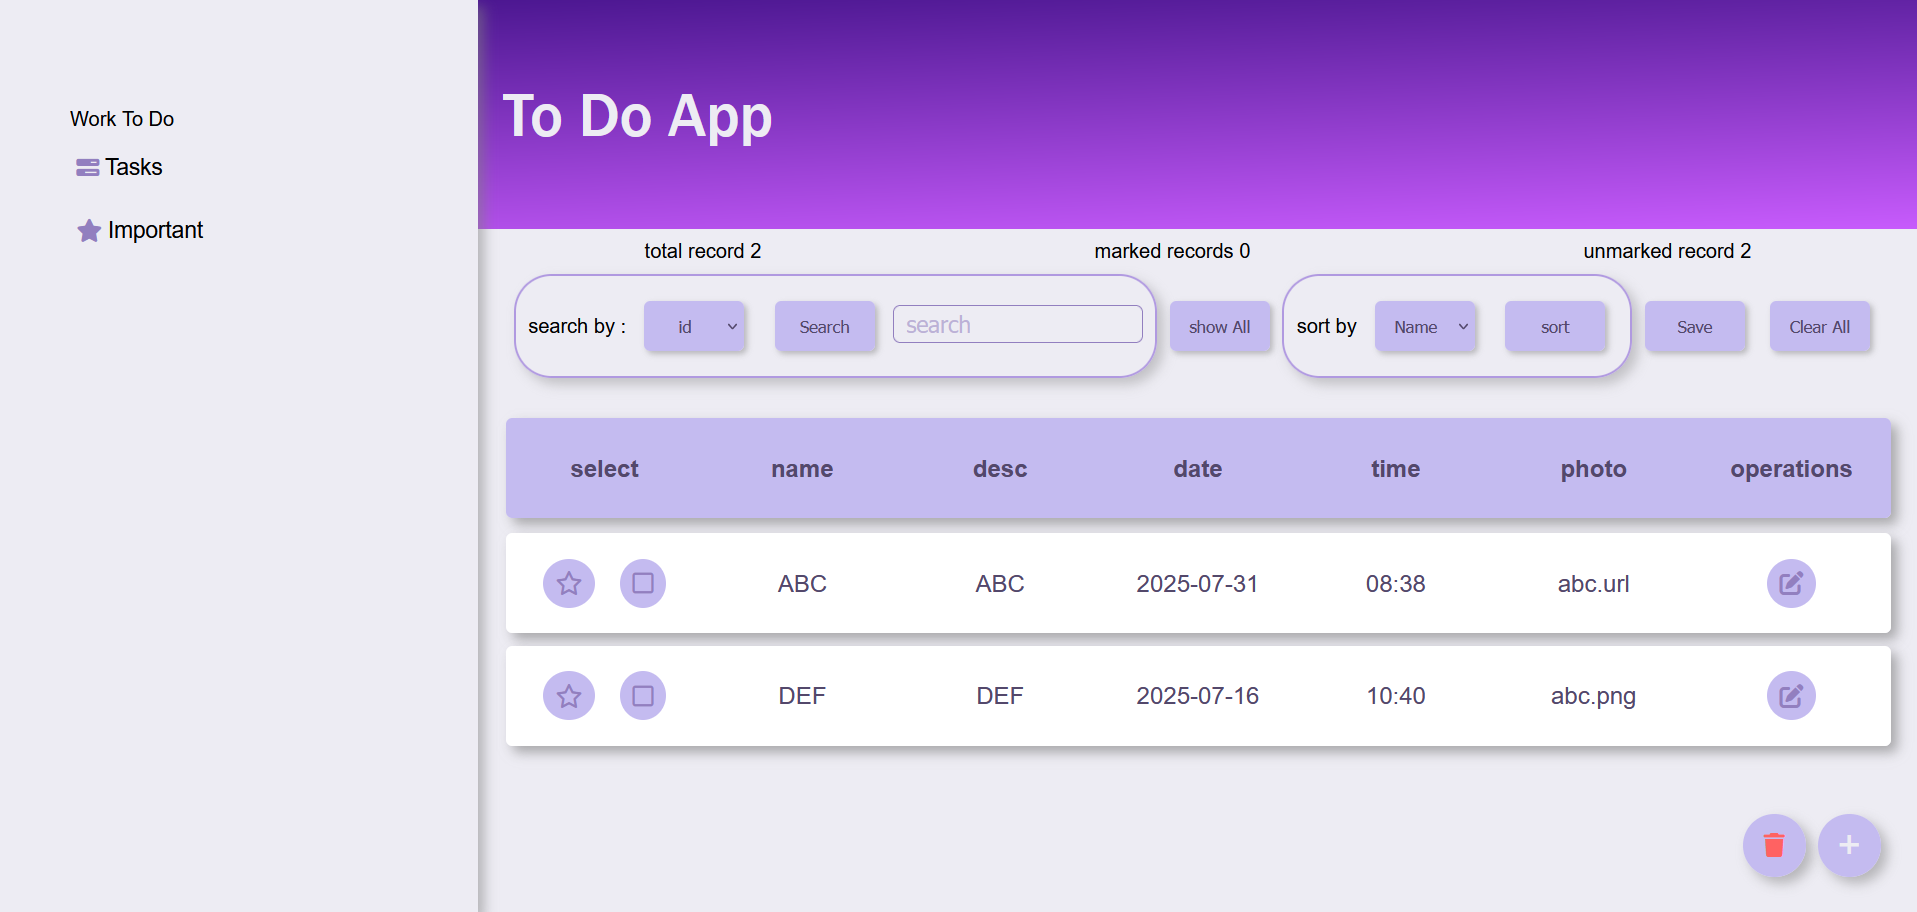 Work To Do
Tasks
Important
To Do App
total record 2 marked records 0 unmarked record 2
search by : id Search search show All sort by Name sort Save Clear All
select name desc date time photo operations
ABC ABC 2025-07-31 08:38 abc.url
DEF DEF 2025-07-16 10:40 abc.png